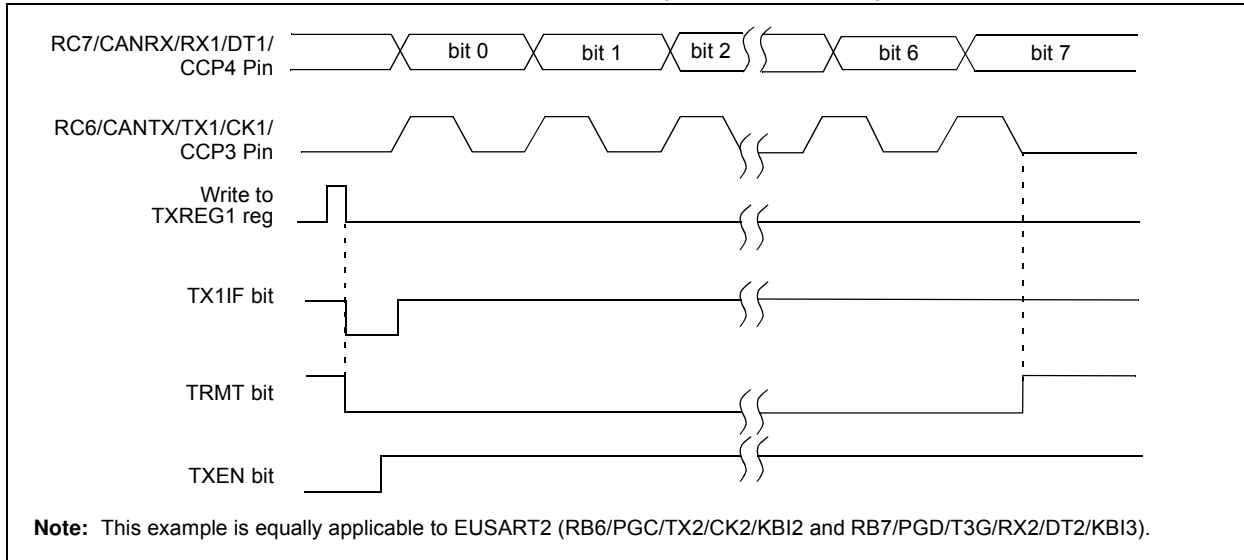 RC7/CANRX/RX1/DT1/
CCP4 Pin
bit 0
bit 1
bit 2
bit 6
bit 7
RC6/CANTX/TX1/CK1/
CCP3 Pin
Write to
TXREG1 reg
TX1IF bit
TRMT bit
TXEN bit
Note: This example is equally applicable to EUSART2 (RB6/PGC/TX2/CK2/KBI2 and RB7/PGD/T3G/RX2/DT2/KBI3).